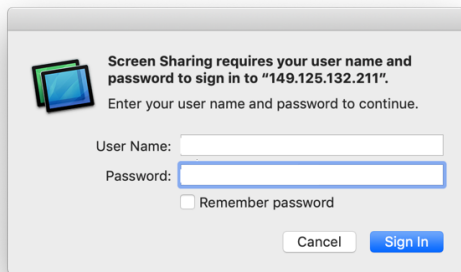 Screen Sharing requires your user name and
password to sign in to “149.125.132.211”.
Enter your user name and password to continue.
User Name:
Password:
Remember password
Cancel
Sign In